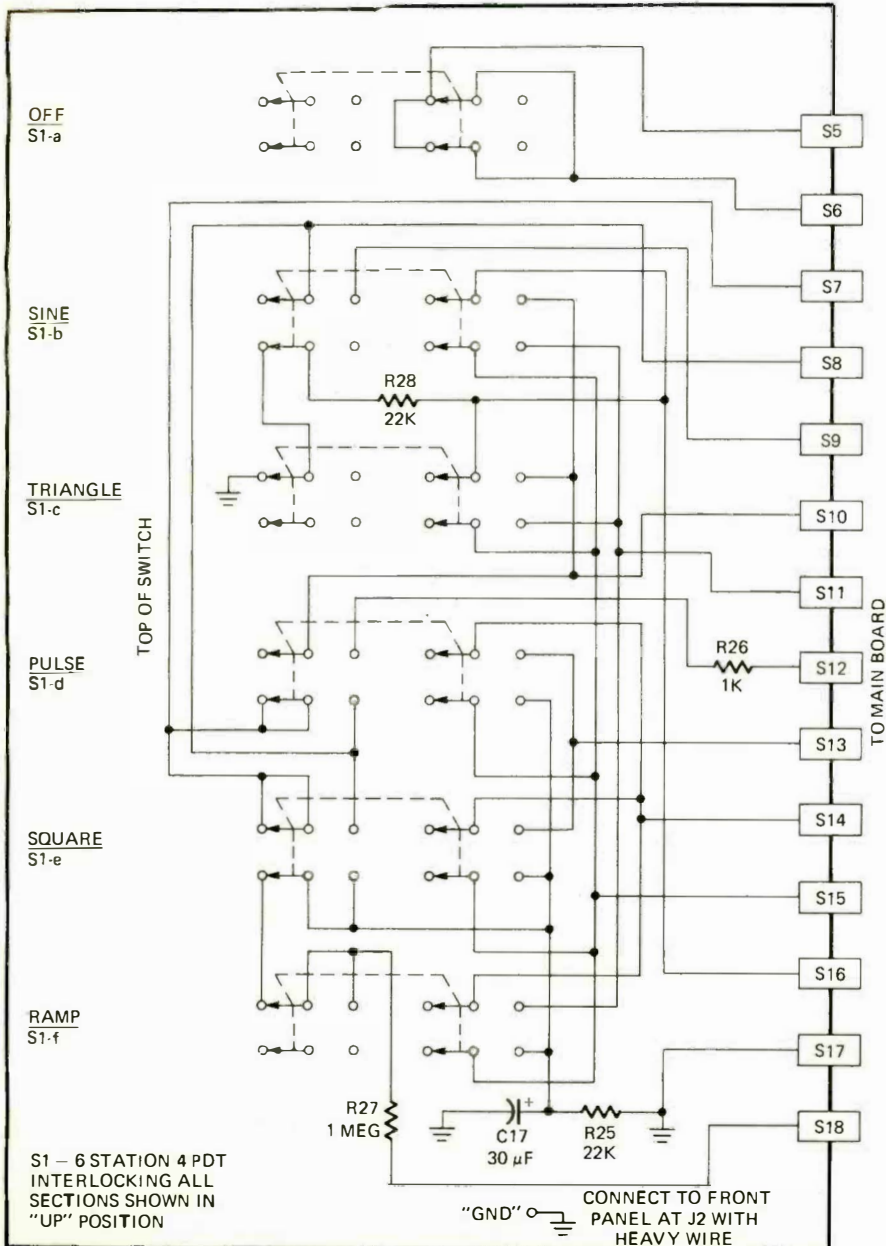 OFF
S1-a
S5
S6
S7
SINE
S1-b
S8
R28
22K
S9
TRIANGLE
S1-c
S10
TOP OF SWITCH
S11
TO MAIN BOARD
PULSE
S1-d
R26
1K
S12
S13
SQUARE
S1-e
S14
S15
S16
RAMP
S1-f
S17
R27
1 MEG
+
C17
30 μF
R25
22K
S18
S1 – 6 STATION 4 PDT
INTERLOCKING ALL
SECTIONS SHOWN IN
"UP" POSITION
"GND"
CONNECT TO FRONT
PANEL AT J2 WITH
HEAVY WIRE